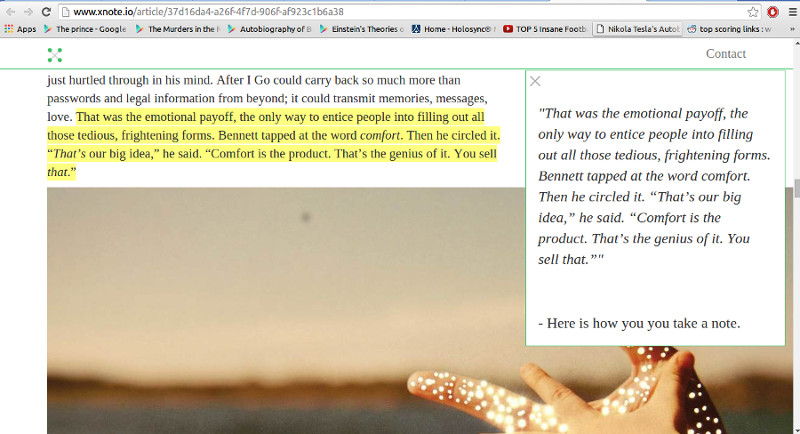 www.xnote.io/article/37d16da4-a26f-4f7d-906f-af923c1b6a38
Apps The prince - Google The Murders in the Autobiography of B Einstein's Theories o Home - Holosync® TOP 5 Insane Footb Nikola Tesla's Autob top scoring links : w
Contact
just hurtled through in his mind. After I Go could carry back so much more than
passwords and legal information from beyond; it could transmit memories, messages,
love. That was the emotional payoff, the only way to entice people into filling out all
those tedious, frightening forms. Bennett tapped at the word comfort. Then he circled it.
“That’s our big idea,” he said. “Comfort is the product. That’s the genius of it. You sell
that.”
"That was the emotional payoff, the
only way to entice people into filling
out all those tedious, frightening forms.
Bennett tapped at the word comfort.
Then he circled it. “That’s our big
idea,” he said. “Comfort is the
product. That’s the genius of it. You
sell that.”"
- Here is how you you take a note.